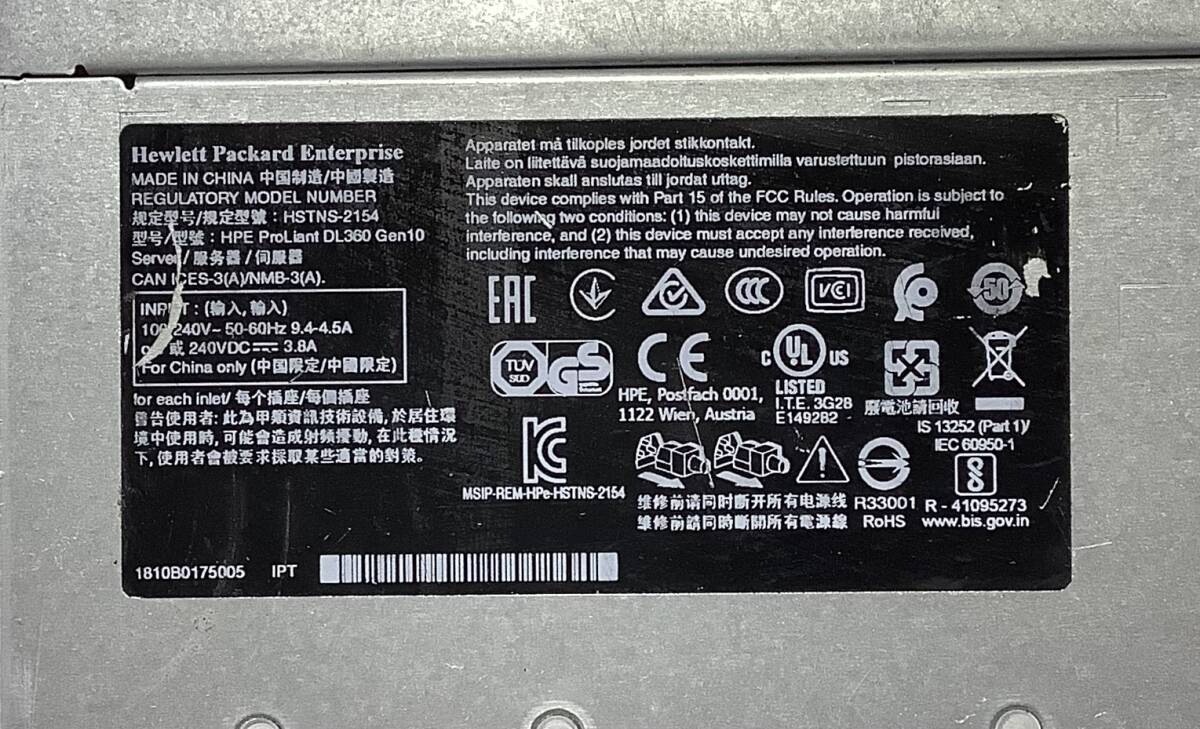 Hewlett Packard Enterprise
MADE IN CHINA 中国制造/中國製造
REGULATORY MODEL NUMBER
规定型号/規定型號：HSTNS-2154
型号/型號：HPE ProLiant DL360 Gen10
Server/ 服务器 / 伺服器
CAN ICES-3(A)/NMB-3(A).
INPUT：(输入, 輸入)
100-240V~ 50-60Hz 9.4-4.5A
或 240VDC 3.8A
For China only (中国限定/中國限定)
for each inlet/ 每个插座/每個插座
警告使用者: 此為甲類資訊技術設備, 於居住環
境中使用時, 可能會造成射頻擾動, 在此種情況
下, 使用者會被要求採取某些適當的對策。
1810B0175005 IPT
Apparatet må tilkoples jordet stikkontakt.
Laite on liitettävä suojamaadoituskoskettimilla varustettuun pistorasiaan.
Apparaten skall anslutas till jordat uttag.
This device complies with Part 15 of the FCC Rules. Operation is subject to
the following two conditions: (1) this device may not cause harmful
interference, and (2) this device must accept any interference received,
including interference that may cause undesired operation.
EAC
CCC
VCI
50
TÜV
SÜD
GS
CE
HPE, Postfach 0001,
1122 Wien, Austria
C UL US
LISTED
I.T.E. 3G28
E149282
廢電池請回收
IS 13252 (Part 1)/
IEC 60950-1
MSIP-REM-HPe-HSTNS-2154
维修前请同时断开所有电源线
維修前請同時斷開所有電源線
R33001
RoHS
R - 41095273
www.bis.gov.in